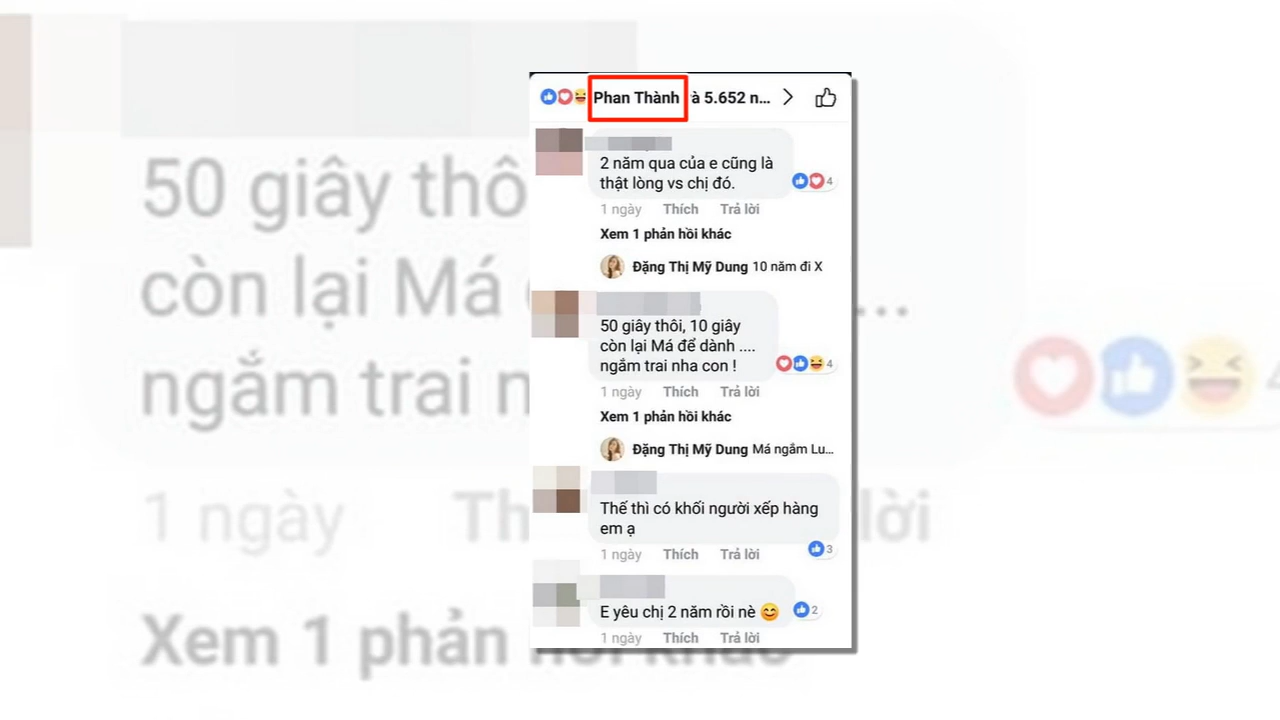 Phan Thành và 5.652 n...
2 năm qua của e cũng là
thật lòng vs chị đó.
4
1 ngày Thích Trả lời
Xem 1 phản hồi khác
Đặng Thị Mỹ Dung 10 năm đi X
50 giây thôi, 10 giây
còn lại Má để dành ....
ngắm trai nha con !
4
1 ngày Thích Trả lời
Xem 1 phản hồi khác
Đặng Thị Mỹ Dung Má ngắm Lu...
Thế thì có khối người xếp hàng
em ạ
3
1 ngày Thích Trả lời
E yêu chị 2 năm rồi nè 😊
2
1 ngày Thích Trả lời
50 giây thô
còn lại Má ...
ngắm trai n
4
1 ngày Th lời
Xem 1 phản hồi khác